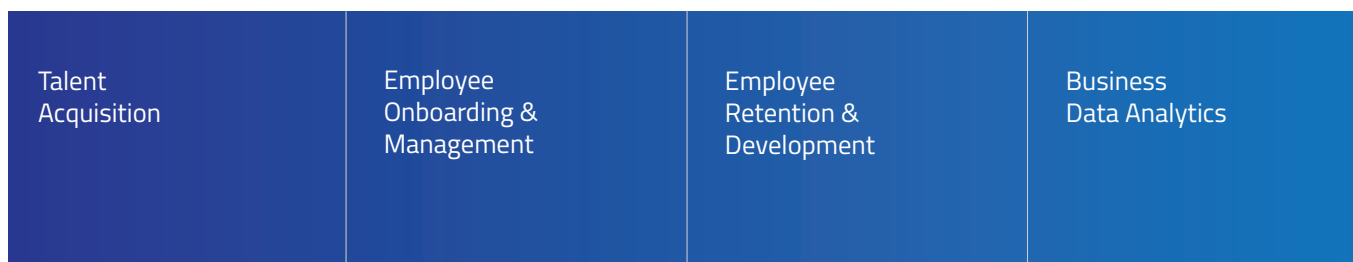 Talent
Acquisition
Employee
Onboarding &
Management
Employee
Retention &
Development
Business
Data Analytics